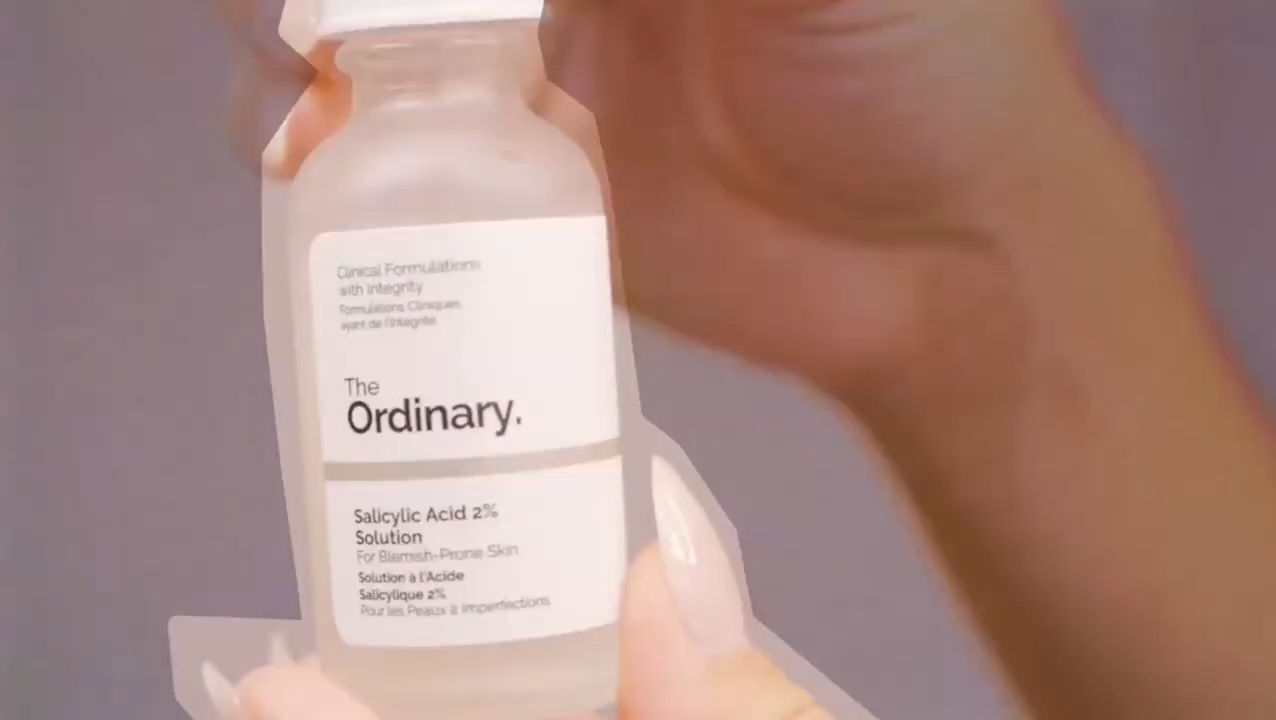 Clinical Formulations
with Integrity
Formulations Cliniques
ayant de l'Intégrité
The
Ordinary.
Salicylic Acid 2%
Solution
For Blemish-Prone Skin
Solution à l'Acide
Salicylique 2%
Pour les Peaux à Imperfections